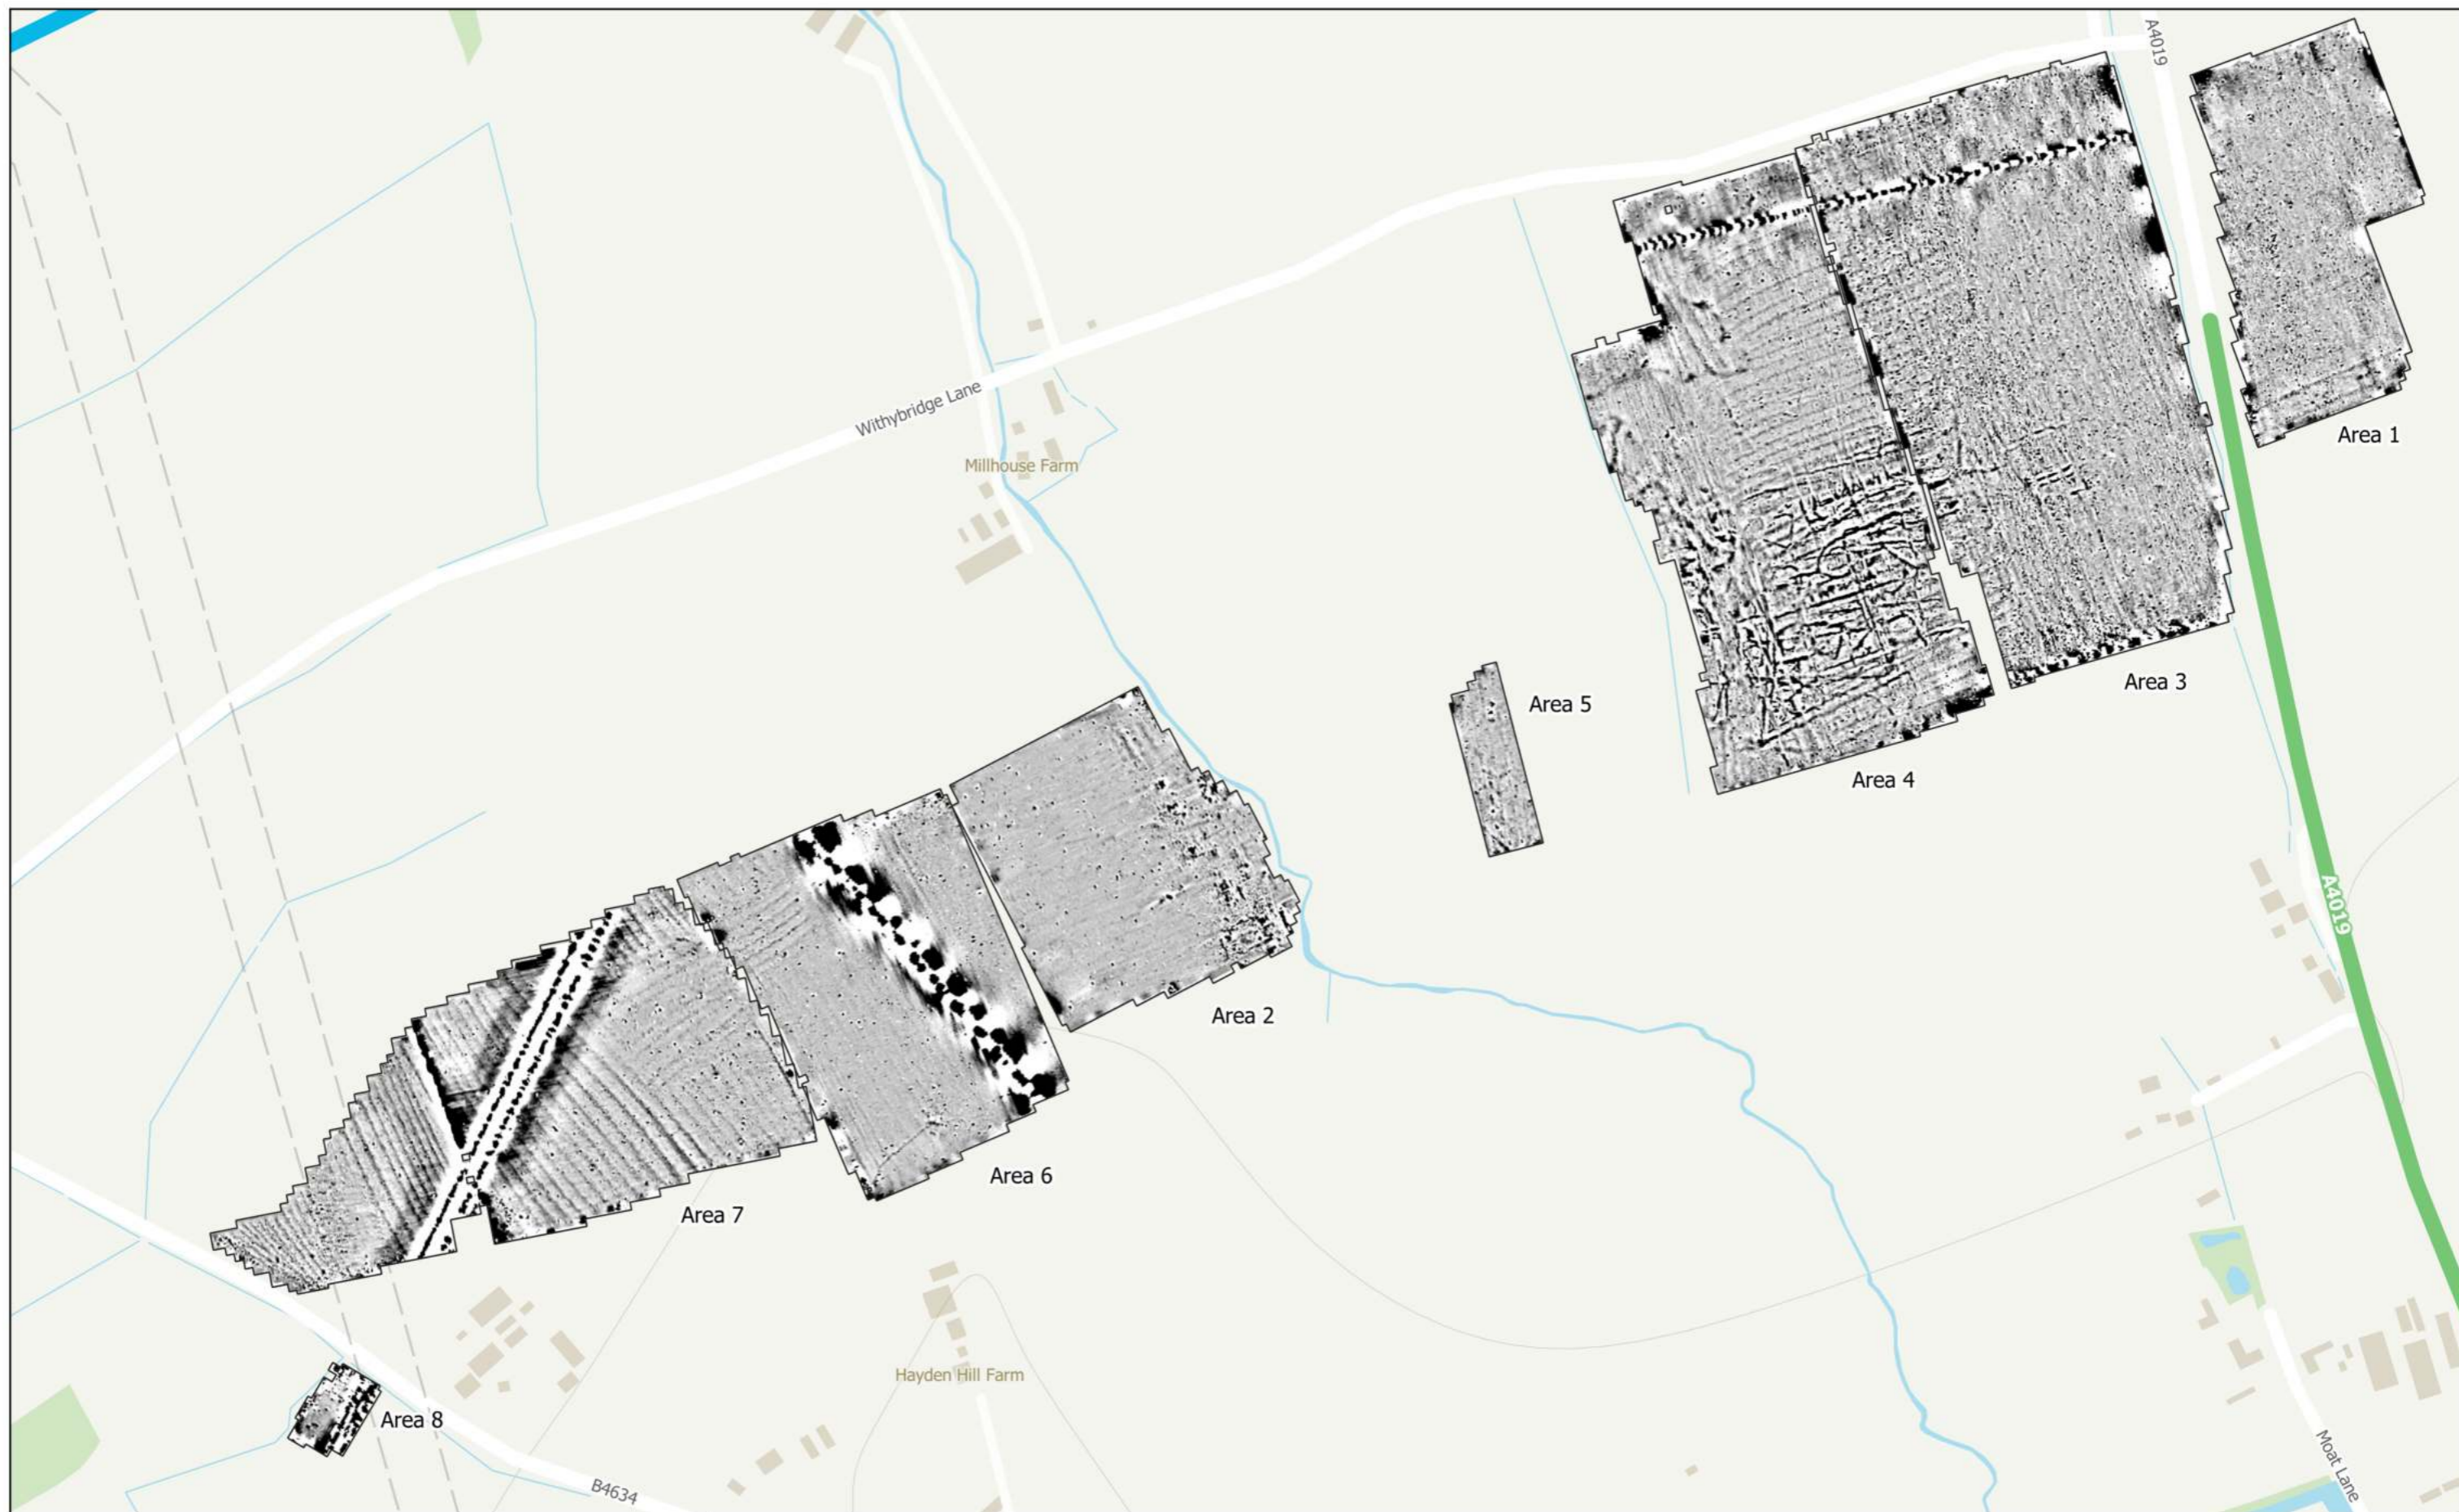 A4019
Withybridge Lane
Area 1
Millhouse Farm
Area 3
Area 5
Area 4
A4019
Area 2
Area 6
Area 7
Hayden Hill Farm
Area 8
B4634
Moat Lane